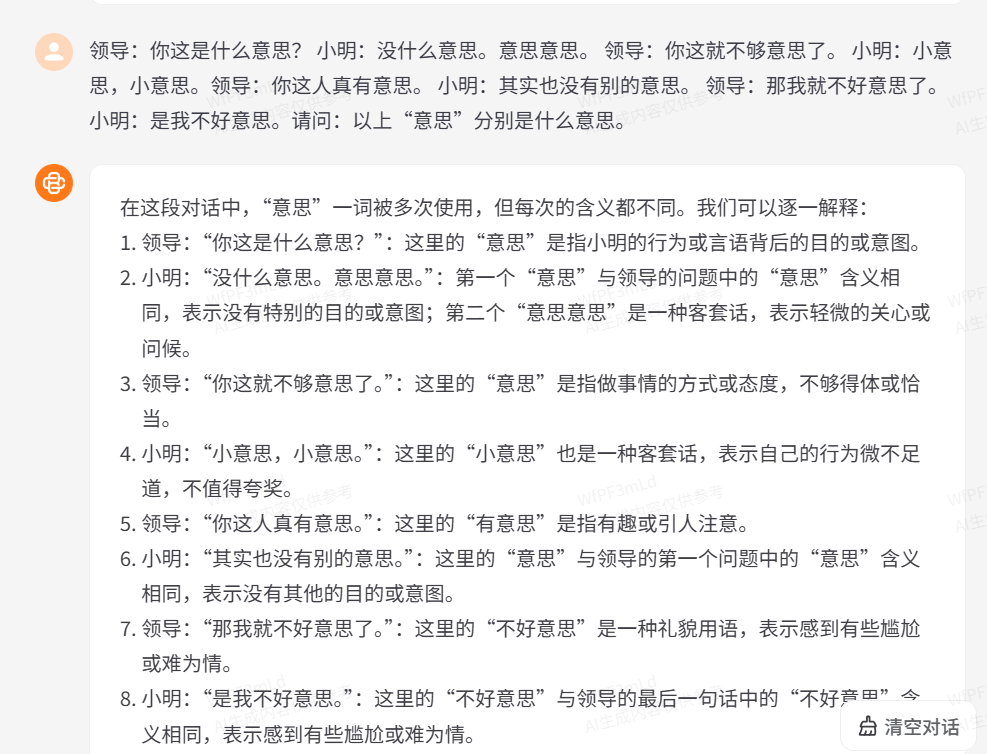 领导：你这是什么意思？ 小明：没什么意思。意思意思。 领导：你这就不够意思了。 小明：小意
思，小意思。领导：你这人真有意思。 小明：其实也没有别的意思。 领导：那我就不好意思了。
小明：是我不好意思。请问：以上“意思”分别是什么意思。
在这段对话中，“意思”一词被多次使用，但每次的含义都不同。我们可以逐一解释：
1. 领导：“你这是什么意思？”：这里的“意思”是指小明的行为或言语背后的目的或意图。
2. 小明：“没什么意思。意思意思。”：第一个“意思”与领导的问题中的“意思”含义相
同，表示没有特别的目的或意图；第二个“意思意思”是一种客套话，表示轻微的关心或
问候。
3. 领导：“你这就不够意思了。”：这里的“意思”是指做事情的方式或态度，不够得体或恰
当。
4. 小明：“小意思，小意思。”：这里的“小意思”也是一种客套话，表示自己的行为微不足
道，不值得夸奖。
5. 领导：“你这人真有意思。”：这里的“有意思”是指有趣或引人注意。
6. 小明：“其实也没有别的意思。”：这里的“意思”与领导的第一个问题中的“意思”含义
相同，表示没有其他的目的或意图。
7. 领导：“那我就不好意思了。”：这里的“不好意思”是一种礼貌用语，表示感到有些尴尬
或难为情。
8. 小明：“是我不好意思。”：这里的“不好意思”与领导的最后一句话中的“不好意思”含
义相同，表示感到有些尴尬或难为情。
清空对话